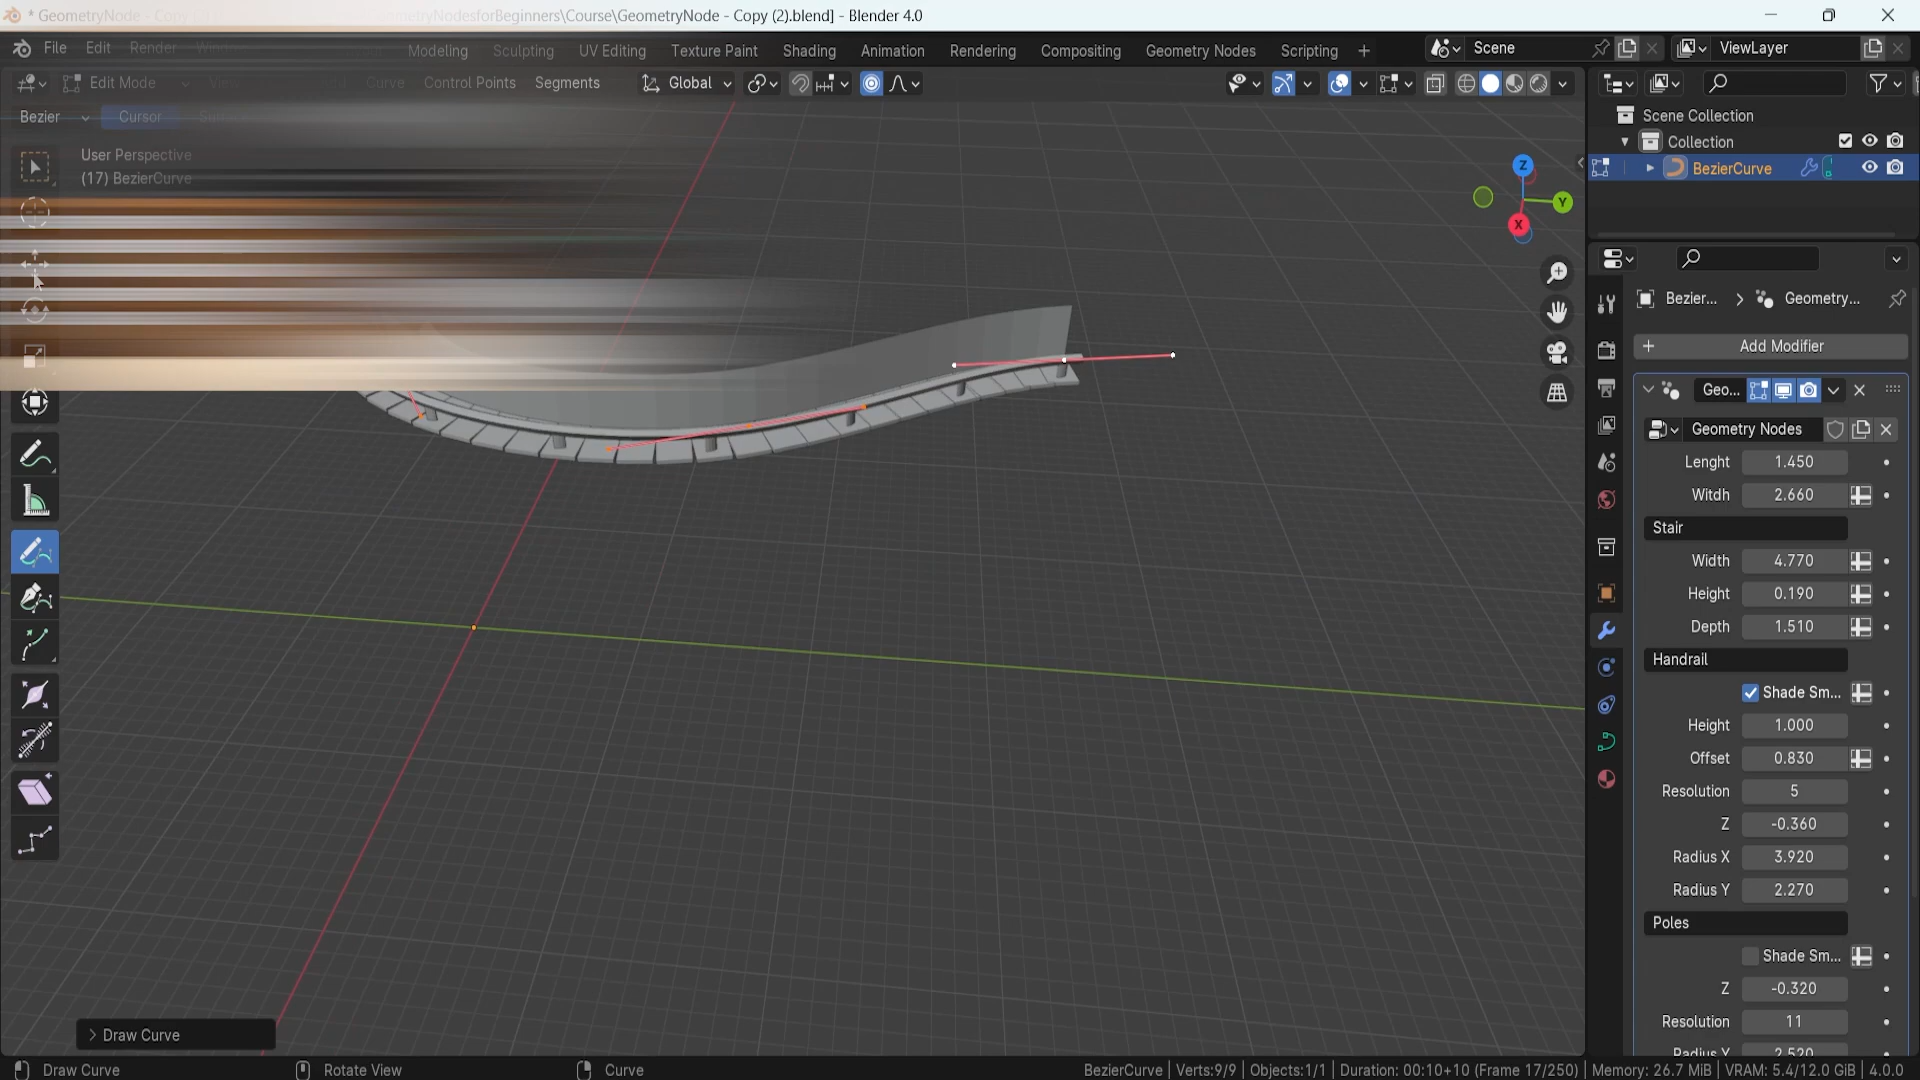 * GeometryNode - Copy metryNodesforBeginners\Course\GeometryNode - Copy (2).blend] - Blender 4.0
File Edit Render Window Modeling Sculpting UV Editing Texture Paint Shading Animation Rendering Compositing Geometry Nodes Scripting + Scene ViewLayer
Edit Mode View Curve Control Points Segments Global
Bezier Cursor
User Perspective
(17) BezierCurve
Z
Y
X
Scene Collection
Collection
BezierCurve
Bezier... > Geometry...
+ Add Modifier
Geo...
Geometry Nodes
Lenght 1.450
Witdh 2.660
Stair
Width 4.770
Height 0.190
Depth 1.510
Handrail
Shade Sm...
Height 1.000
Offset 0.830
Resolution 5
Z -0.360
Radius X 3.920
Radius Y 2.270
Poles
Shade Sm...
Z -0.320
Resolution 11
Radius Y 2.520
> Draw Curve
Draw Curve Rotate View Curve BezierCurve | Verts:9/9 | Objects:1/1 | Duration: 00:10+10 (Frame 17/250) | Memory: 26.7 MiB | VRAM: 5.4/12.0 GiB | 4.0.0